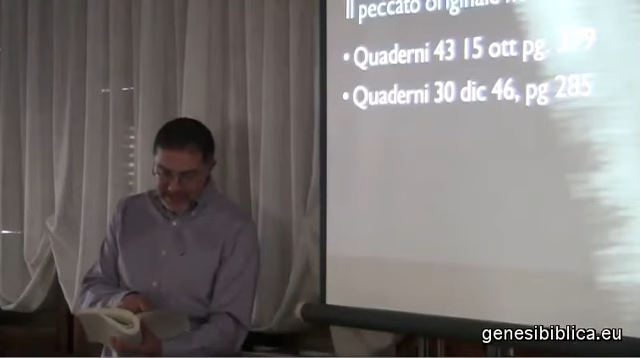 Il peccato originale
• Quaderni 43 15 ott pg.
• Quaderni 30 dic 46, pg 285
genesibiblica.eu